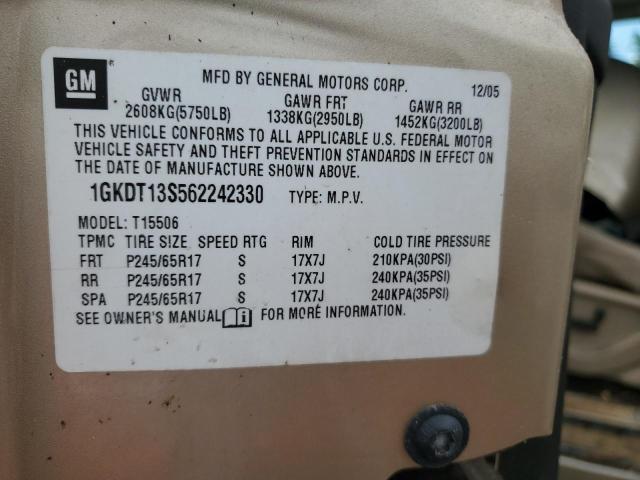 GM
MFD BY GENERAL MOTORS CORP. 12/05
GVWR GAWR FRT GAWR RR
2608KG(5750LB) 1338KG(2950LB) 1452KG(3200LB)
THIS VEHICLE CONFORMS TO ALL APPLICABLE U.S. FEDERAL MOTOR
VEHICLE SAFETY AND THEFT PREVENTION STANDARDS IN EFFECT ON
THE DATE OF MANUFACTURE SHOWN ABOVE.
1GKDT13S562242330 TYPE: M.P.V.
MODEL: T15506
TPMC TIRE SIZE SPEED RTG RIM COLD TIRE PRESSURE
FRT P245/65R17 S 17X7J 210KPA(30PSI)
RR P245/65R17 S 17X7J 240KPA(35PSI)
SPA P245/65R17 S 17X7J 240KPA(35PSI)
SEE OWNER'S MANUAL i FOR MORE INFORMATION.